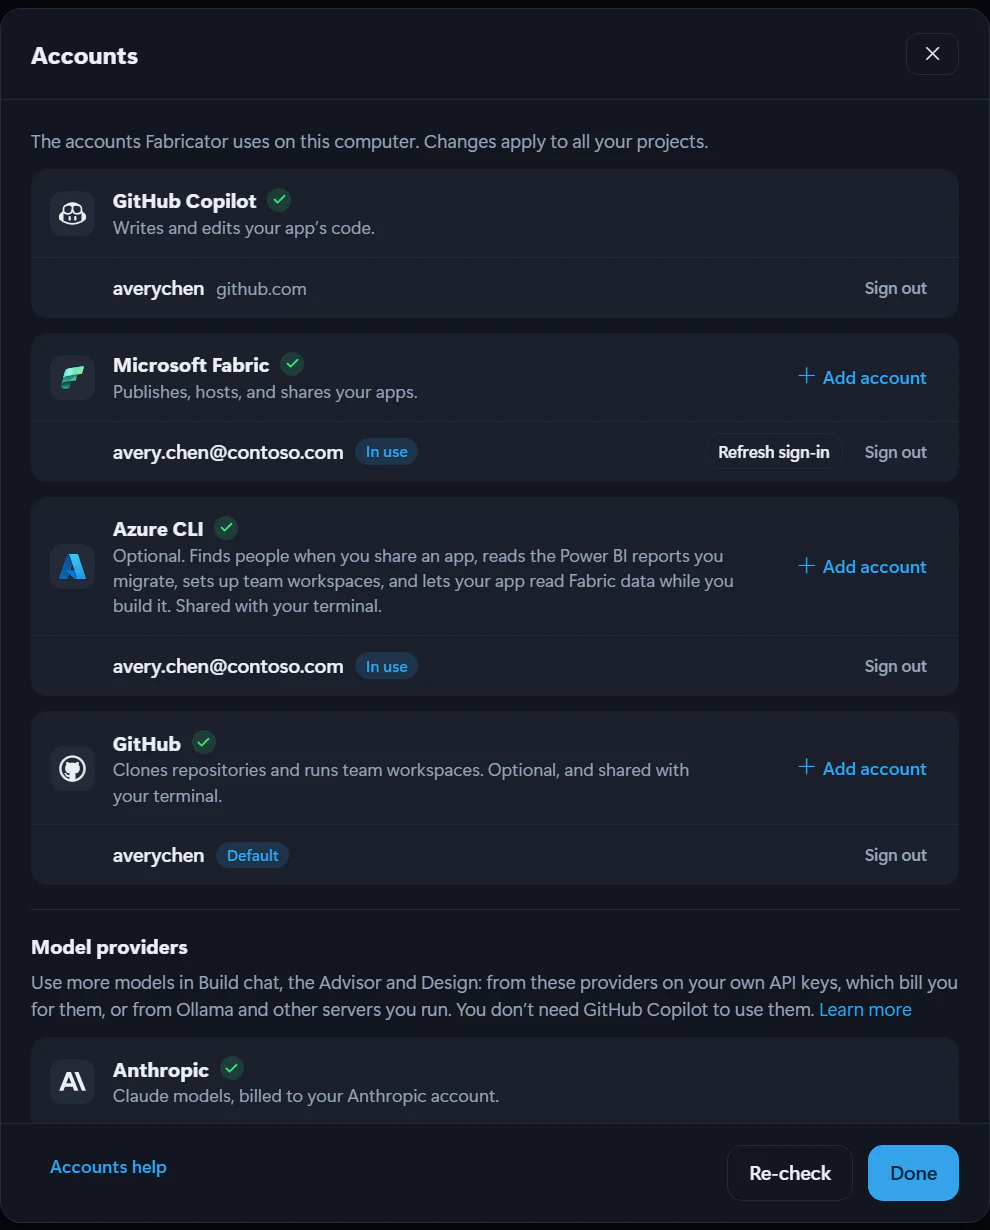 Accounts
The accounts Fabricator uses on this computer. Changes apply to all your projects.
GitHub Copilot
Writes and edits your app’s code.
averychen github.com Sign out
Microsoft Fabric
Publishes, hosts, and shares your apps.
+ Add account
avery.chen@contoso.com In use Refresh sign-in Sign out
Azure CLI
Optional. Finds people when you share an app, reads the Power BI reports you
migrate, sets up team workspaces, and lets your app read Fabric data while you
build it. Shared with your terminal.
+ Add account
avery.chen@contoso.com In use Sign out
GitHub
Clones repositories and runs team workspaces. Optional, and shared with
your terminal.
+ Add account
averychen Default Sign out
Model providers
Use more models in Build chat, the Advisor and Design: from these providers on your own API keys, which bill you
for them, or from Ollama and other servers you run. You don’t need GitHub Copilot to use them. Learn more
Anthropic
Claude models, billed to your Anthropic account.
Accounts help Re-check Done